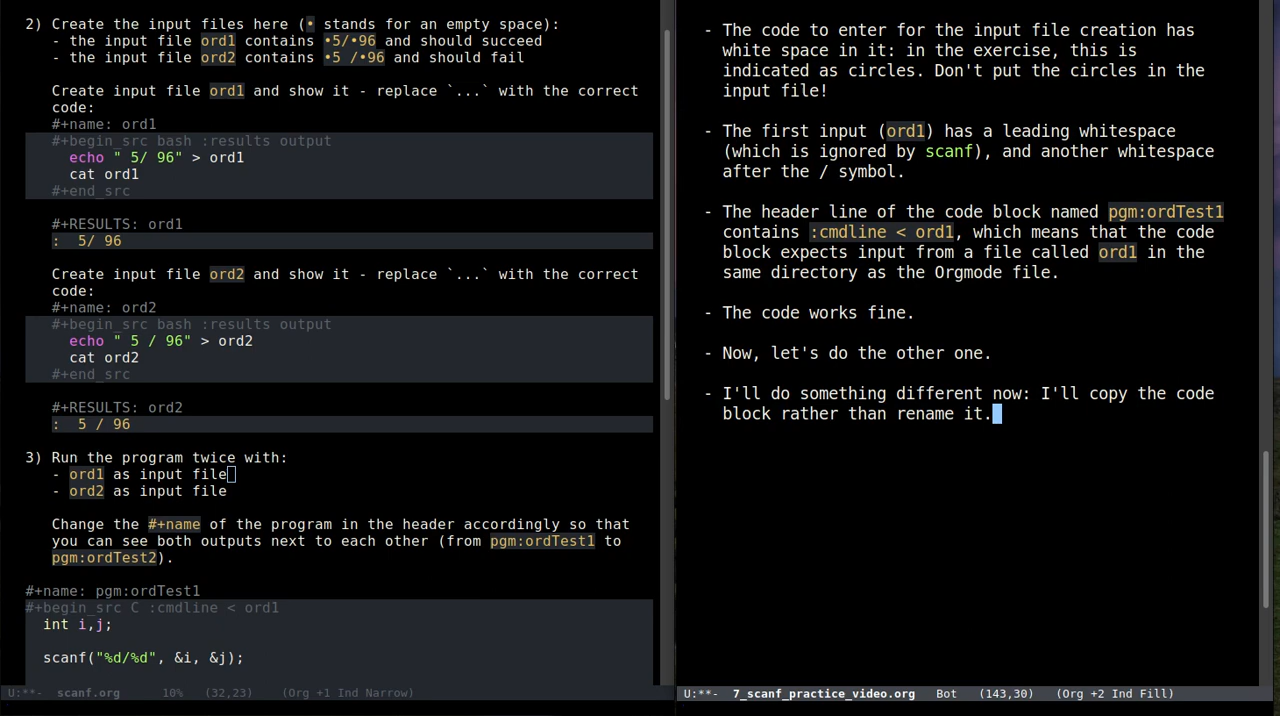 2) Create the input files here (• stands for an empty space):
- the input file ord1 contains •5/•96 and should succeed
- the input file ord2 contains •5 /•96 and should fail
Create input file ord1 and show it - replace `...` with the correct
code:
#+name: ord1
#+begin_src bash :results output
echo " 5/ 96" > ord1
cat ord1
#+end_src
#+RESULTS: ord1
:  5/ 96
Create input file ord2 and show it - replace `...` with the correct
code:
#+name: ord2
#+begin_src bash :results output
echo " 5 / 96" > ord2
cat ord2
#+end_src
#+RESULTS: ord2
:  5 / 96
3) Run the program twice with:
- ord1 as input file
- ord2 as input file
Change the #+name of the program in the header accordingly so that
you can see both outputs next to each other (from pgm:ordTest1 to
pgm:ordTest2).
#+name: pgm:ordTest1
#+begin_src C :cmdline < ord1
int i,j;
scanf("%d/%d", &i, &j);
U:**-  scanf.org      10%   (32,23)    (Org +1 Ind Narrow)
- The code to enter for the input file creation has
white space in it: in the exercise, this is
indicated as circles. Don't put the circles in the
input file!
- The first input (ord1) has a leading whitespace
(which is ignored by scanf), and another whitespace
after the / symbol.
- The header line of the code block named pgm:ordTest1
contains :cmdline < ord1, which means that the code
block expects input from a file called ord1 in the
same directory as the Orgmode file.
- The code works fine.
- Now, let's do the other one.
- I'll do something different now: I'll copy the code
block rather than rename it.
U:**-  7_scanf_practice_video.org   Bot   (143,30)   (Org +2 Ind Fill)